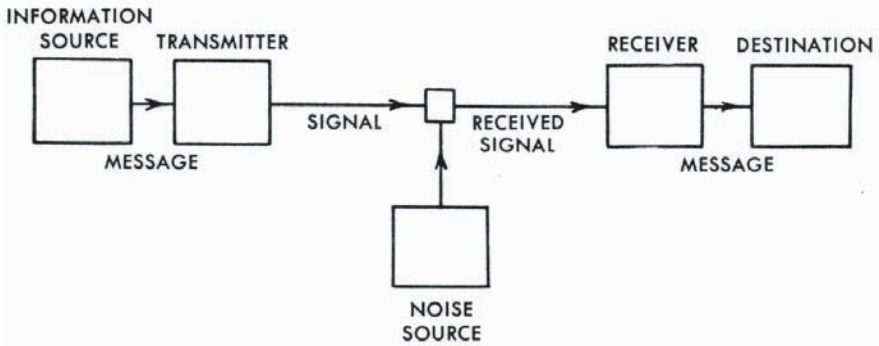 INFORMATION
SOURCE
TRANSMITTER
RECEIVER
DESTINATION
SIGNAL
RECEIVED
SIGNAL
MESSAGE
MESSAGE
NOISE
SOURCE